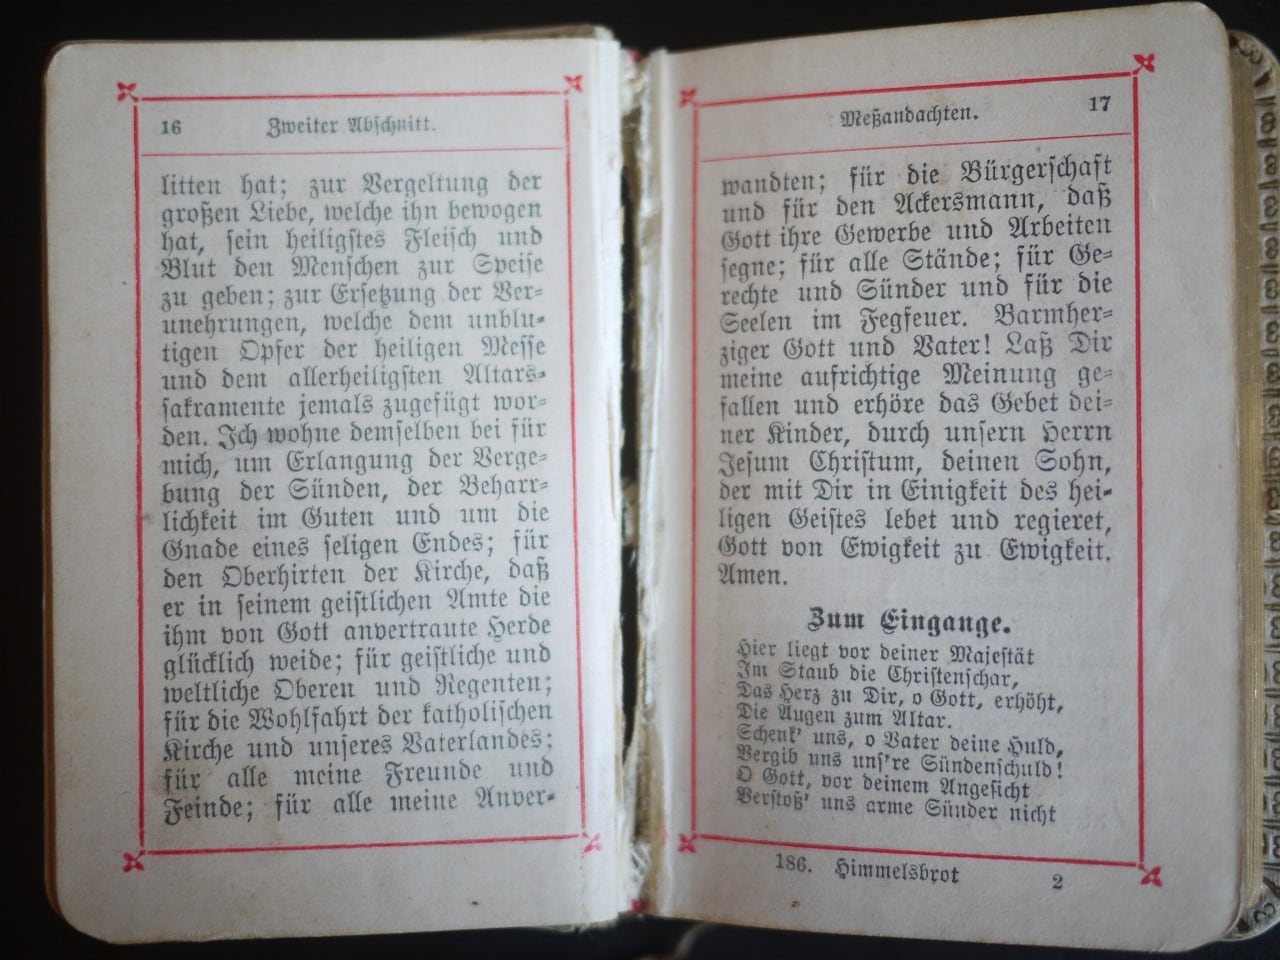 16 Zweiter Abschnitt.
litten hat; zur Vergeltung der
großen Liebe, welche ihn bewogen
hat, sein heiligstes Fleisch und
Blut den Menschen zur Speise
zu geben; zur Ersetzung der Ver-
unehrungen, welche dem unblu-
tigen Opfer der heiligen Messe
und dem allerheiligsten Altars-
sakramente jemals zugefügt wor-
den. Ich wohne demselben bei für
mich, um Erlangung der Verge-
bung der Sünden, der Beharr-
lichkeit im Guten und um die
Gnade eines seligen Endes; für
den Oberhirten der Kirche, daß
er in seinem geistlichen Amte die
ihm von Gott anvertraute Herde
glücklich weide; für geistliche und
weltliche Oberen und Regenten;
für die Wohlfahrt der katholischen
Kirche und unseres Vaterlandes;
für alle meine Freunde und
Feinde; für alle meine Anver-
Meßandachten. 17
wandten; für die Bürgerschaft
und für den Ackersmann, daß
Gott ihre Gewerbe und Arbeiten
segne; für alle Stände; für Ge-
rechte und Sünder und für die
Seelen im Fegfeuer. Barmher-
ziger Gott und Vater! Laß Dir
meine aufrichtige Meinung ge-
fallen und erhöre das Gebet dei-
ner Kinder, durch unsern Herrn
Jesum Christum, deinen Sohn,
der mit Dir in Einigkeit des hei-
ligen Geistes lebet und regieret,
Gott von Ewigkeit zu Ewigkeit.
Amen.
Zum Eingange.
Hier liegt vor deiner Majestät
Im Staub die Christenschar,
Das Herz zu Dir, o Gott, erhöht,
Die Augen zum Altar.
Schenk' uns, o Vater deine Huld,
Vergib uns uns're Sündenschuld!
O Gott, vor deinem Angesicht
Verstoß' uns arme Sünder nicht
186. Himmelsbrot 2